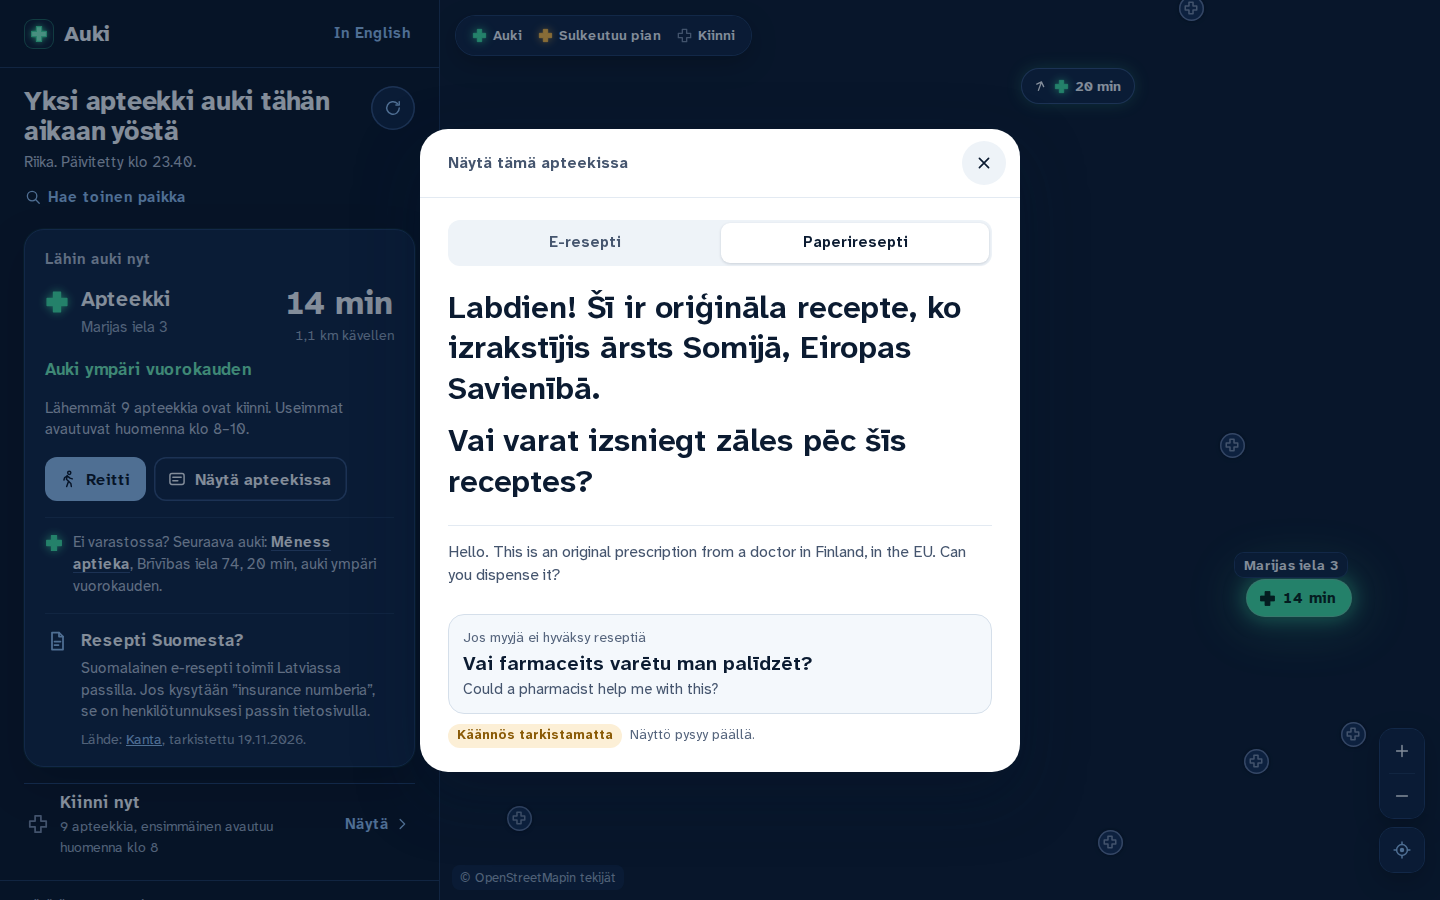 Auki
In English
Yksi apteekki auki tähän
aikaan yöstä
Riika. Päivitetty klo 23.40.
Hae toinen paikka
Lähin auki nyt
Apteekki
14 min
Marijas iela 3
1,1 km kävellen
Auki ympäri vuorokauden
Lähemmät 9 apteekkia ovat kiinni. Useimmat
avautuvat huomenna klo 8–10.
Reitti
Näytä apteekissa
Ei varastossa? Seuraava auki: Mēness
aptieka, Brīvības iela 74, 20 min, auki ympäri
vuorokauden.
Resepti Suomesta?
Suomalainen e-resepti toimii Latviassa
passilla. Jos kysytään ”insurance numberia”,
se on henkilötunnuksesi passin tietosivulla.
Lähde: Kanta, tarkistettu 19.11.2026.
Kiinni nyt
9 apteekkia, ensimmäinen avautuu
huomenna klo 8
Näytä
Auki
Sulkeutuu pian
Kiinni
20 min
Näytä tämä apteekissa
E-resepti
Paperiresepti
Labdien! Šī ir oriģināla recepte, ko
izrakstījis ārsts Somijā, Eiropas
Savienībā.
Vai varat izsniegt zāles pēc šīs
receptes?
Hello. This is an original prescription from a doctor in Finland, in the EU. Can
you dispense it?
Jos myyjä ei hyväksy reseptiä
Vai farmaceits varētu man palīdzēt?
Could a pharmacist help me with this?
Käännös tarkistamatta
Näyttö pysyy päällä.
Marijas iela 3
14 min
© OpenStreetMapin tekijät